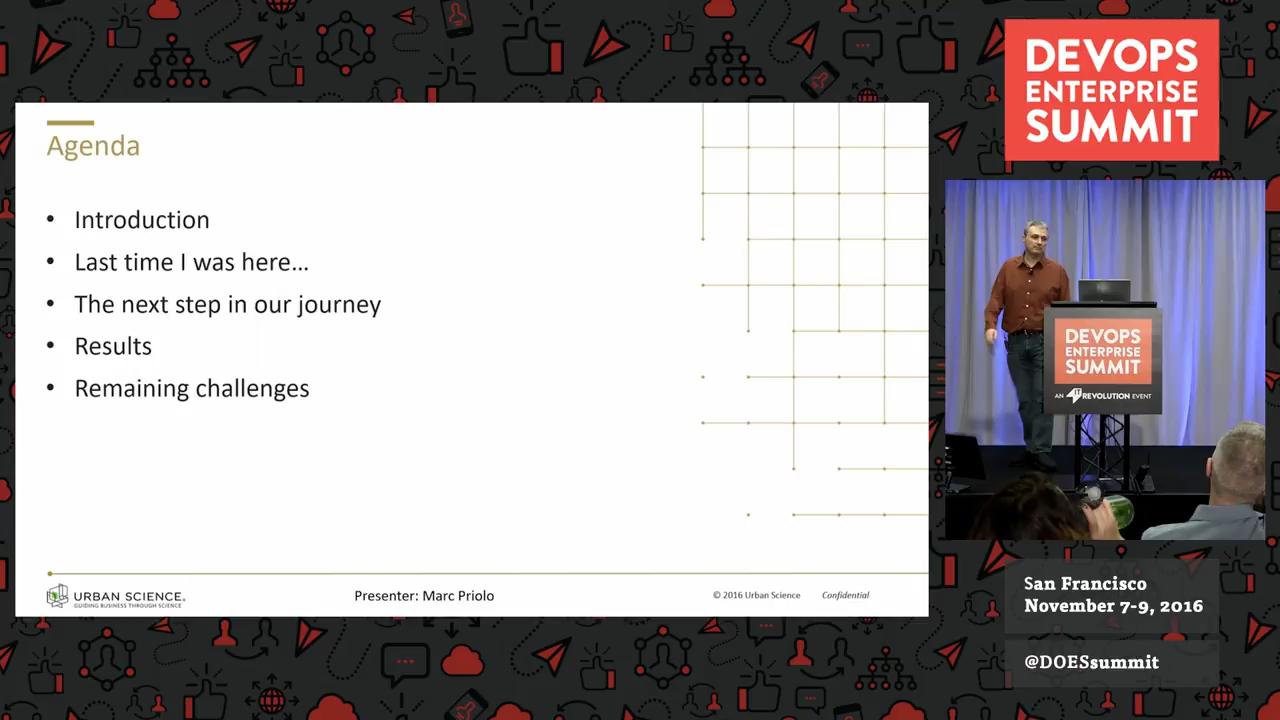 Agenda
• Introduction
• Last time I was here...
• The next step in our journey
• Results
• Remaining challenges
URBAN SCIENCE®
GUIDING BUSINESS THROUGH SCIENCE
Presenter: Marc Priolo
© 2016 Urban Science
Confidential
DEVOPS
ENTERPRISE
SUMMIT
DEVOPS
ENTERPRISE
SUMMIT
AN IT REVOLUTION EVENT
San Francisco
November 7-9, 2016
@DOESsummit